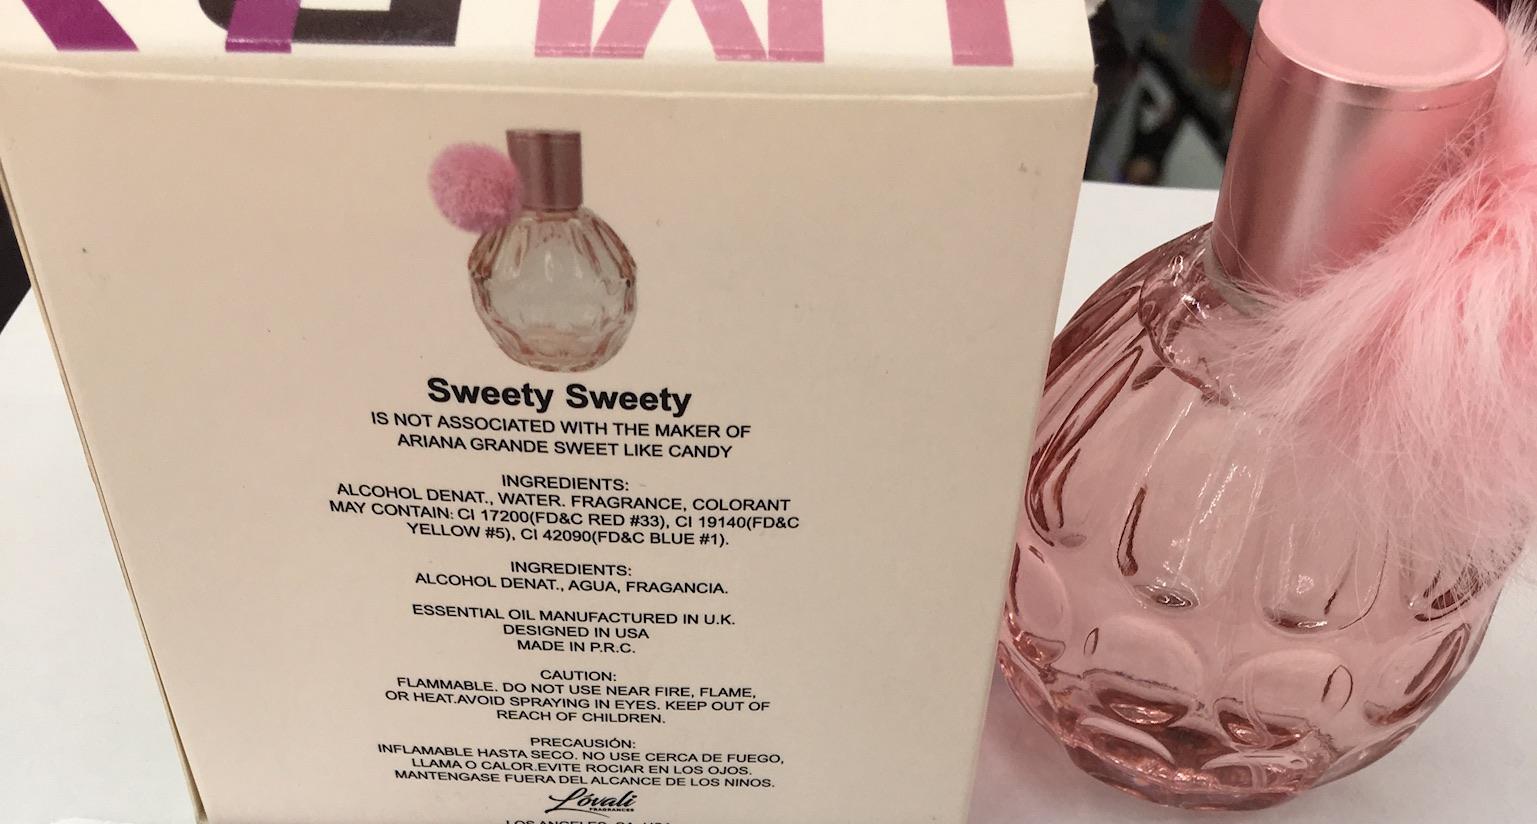 Sweety Sweety
IS NOT ASSOCIATED WITH THE MAKER OF
ARIANA GRANDE SWEET LIKE CANDY
INGREDIENTS:
ALCOHOL DENAT., WATER. FRAGRANCE, COLORANT
MAY CONTAIN: CI 17200(FD&C RED #33), CI 19140(FD&C
YELLOW #5), CI 42090(FD&C BLUE #1).
INGREDIENTS:
ALCOHOL DENAT., AGUA, FRAGANCIA.
ESSENTIAL OIL MANUFACTURED IN U.K.
DESIGNED IN USA
MADE IN P.R.C.
CAUTION:
FLAMMABLE. DO NOT USE NEAR FIRE, FLAME,
OR HEAT.AVOID SPRAYING IN EYES. KEEP OUT OF
REACH OF CHILDREN.
PRECAUSIÓN:
INFLAMABLE HASTA SECO. NO USE CERCA DE FUEGO,
LLAMA O CALOR.EVITE ROCIAR EN LOS OJOS.
MANTENGASE FUERA DEL ALCANCE DE LOS NINOS.
Lóvali
FRAGRANCES
LOS ANGELES, CA, USA